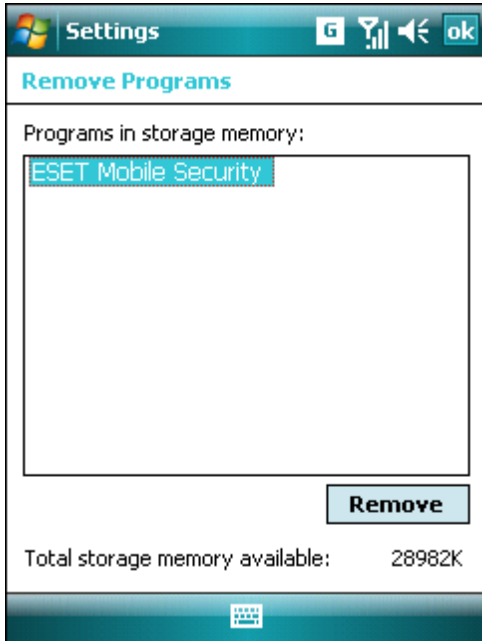 Settings G ok
Remove Programs
Programs in storage memory:
ESET Mobile Security
Remove
Total storage memory available: 28982K